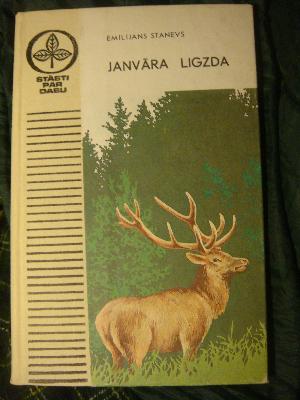 EMILIJANS STANEVS
JANVĀRA LIGZDA
STĀSTI
PAR
DABU